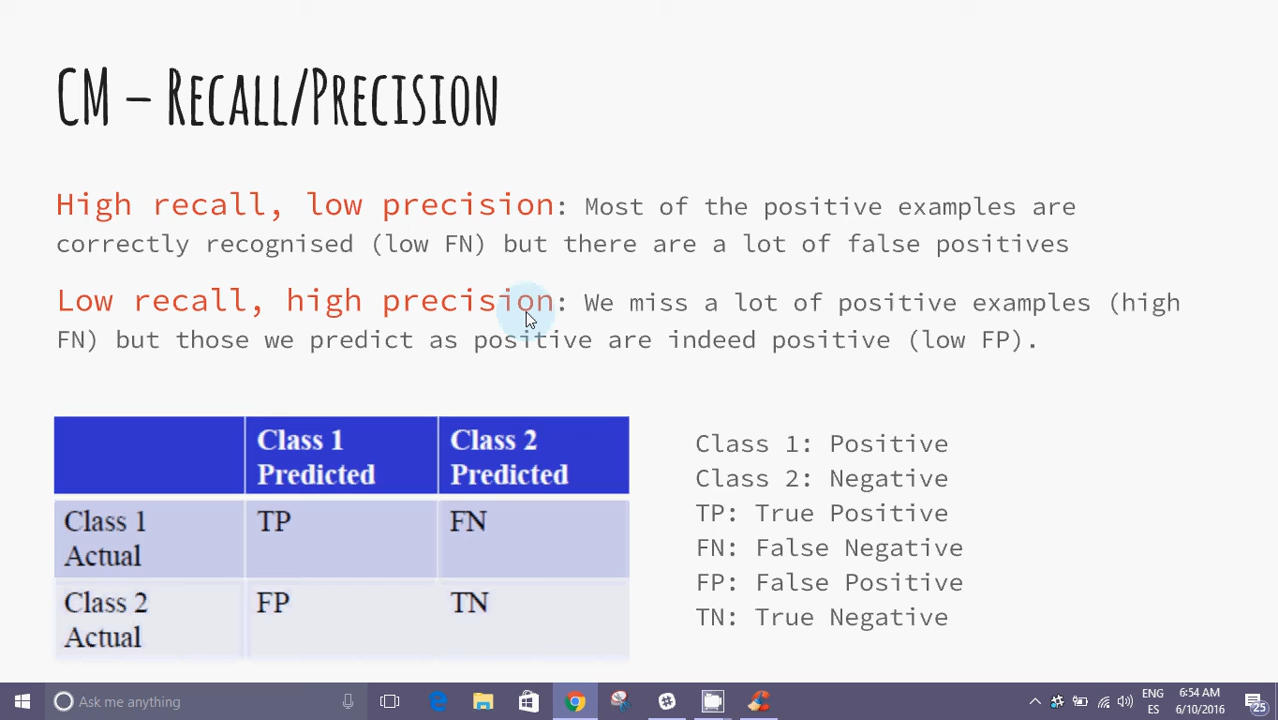 CM – Recall/Precision
High recall, low precision: Most of the positive examples are
correctly recognised (low FN) but there are a lot of false positives
Low recall, high precision: We miss a lot of positive examples (high
FN) but those we predict as positive are indeed positive (low FP).
Class 1
Predicted
Class 2
Predicted
Class 1
Actual
TP
FN
Class 2
Actual
FP
TN
Class 1: Positive
Class 2: Negative
TP: True Positive
FN: False Negative
FP: False Positive
TN: True Negative
Ask me anything
ENG
ES
6:54 AM
6/10/2016
25